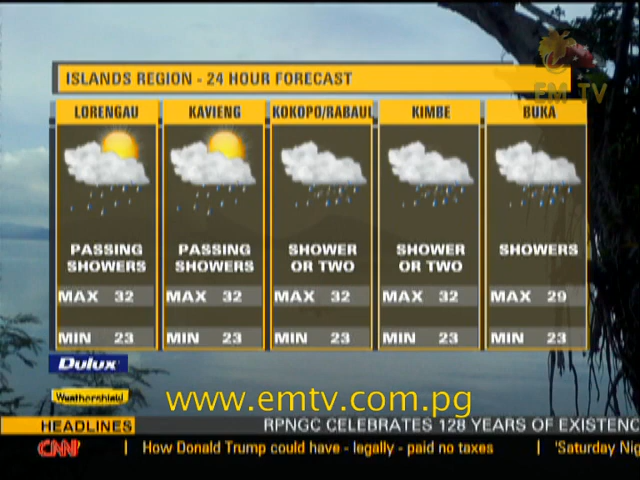 ISLANDS REGION - 24 HOUR FORECAST
EM TV
LORENGAU
PASSING
SHOWERS
MAX 32
MIN 23
KAVIENG
PASSING
SHOWERS
MAX 32
MIN 23
KOKOPO/RABAUL
SHOWER
OR TWO
MAX 32
MIN 23
KIMBE
SHOWER
OR TWO
MAX 32
MIN 23
BUKA
SHOWERS
MAX 29
MIN 23
Dulux
Weathershield
www.emtv.com.pg
HEADLINES RPNGC CELEBRATES 128 YEARS OF EXISTENC
CNN How Donald Trump could have - legally - paid no taxes 'Saturday Nig